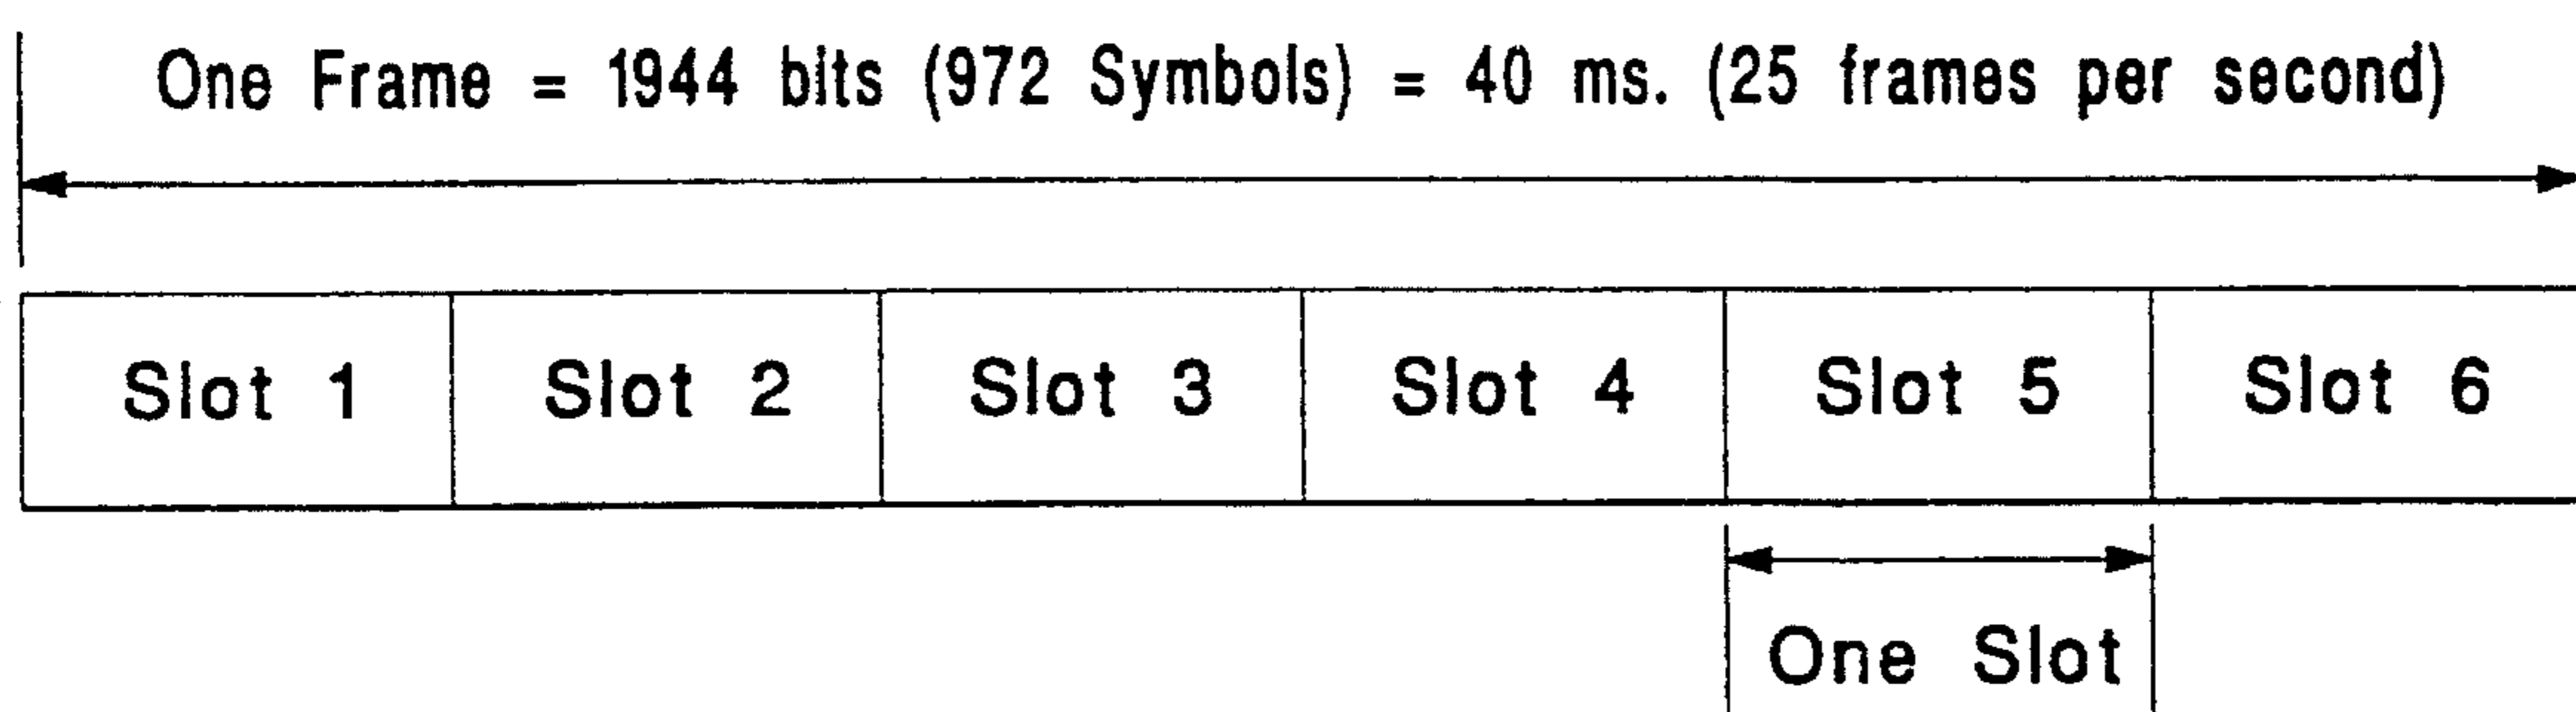 One Frame = 1944 bits (972 Symbols) = 40 ms. (25 frames per second)
Slot 1 Slot 2 Slot 3 Slot 4 Slot 5 Slot 6
One Slot